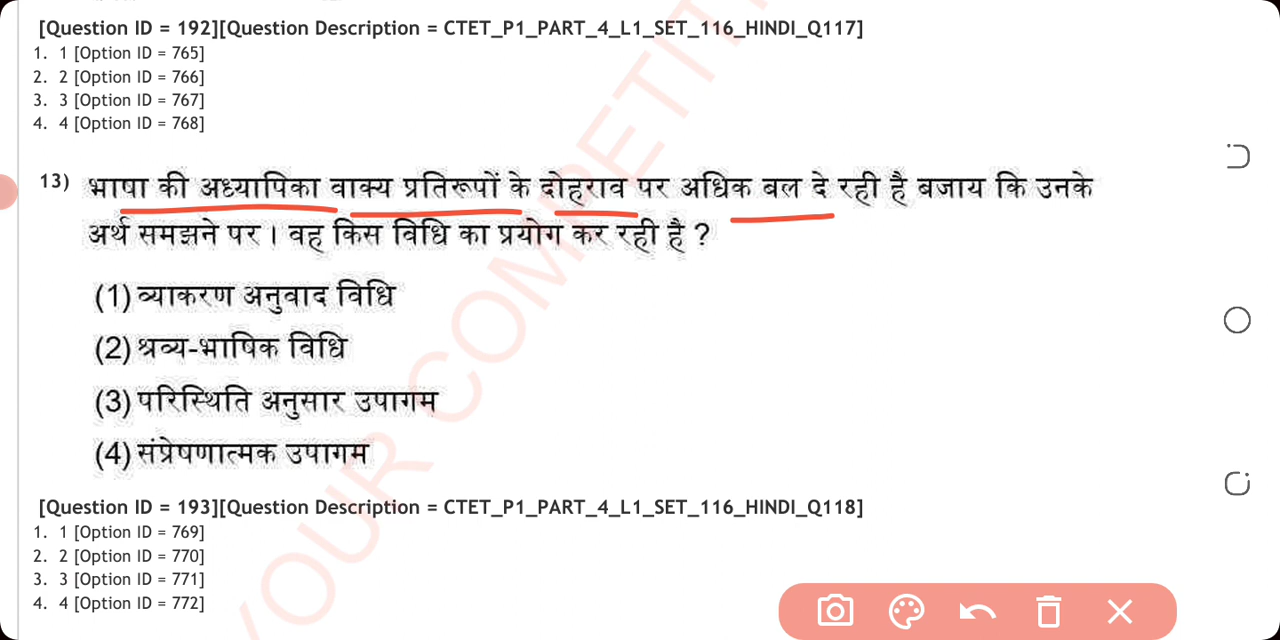 [Question ID = 192][Question Description = CTET_P1_PART_4_L1_SET_116_HINDI_Q117]
1. 1 [Option ID = 765]
2. 2 [Option ID = 766]
3. 3 [Option ID = 767]
4. 4 [Option ID = 768]
13) भाषा की अध्यापिका वाक्य प्रतिरूपों के दोहराव पर अधिक बल दे रही है बजाय कि उनके
अर्थ समझने पर । वह किस विधि का प्रयोग कर रही है ?
(1) व्याकरण अनुवाद विधि
(2) श्रव्य-भाषिक विधि
(3) परिस्थिति अनुसार उपागम
(4) संप्रेषणात्मक उपागम
[Question ID = 193][Question Description = CTET_P1_PART_4_L1_SET_116_HINDI_Q118]
1. 1 [Option ID = 769]
2. 2 [Option ID = 770]
3. 3 [Option ID = 771]
4. 4 [Option ID = 772]
YOUR COMPETITI